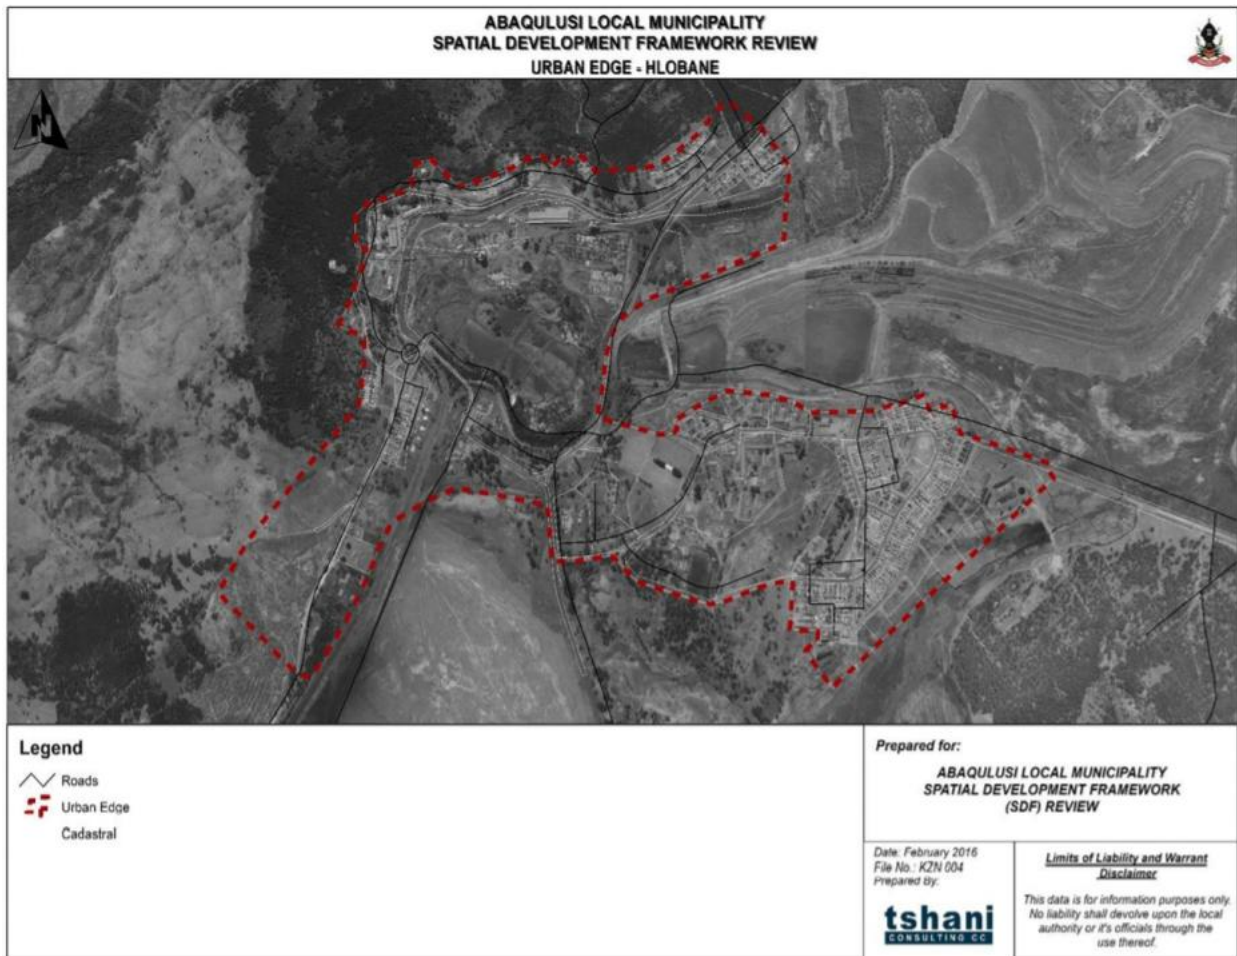 ABAQULUSI LOCAL MUNICIPALITY
SPATIAL DEVELOPMENT FRAMEWORK REVIEW
URBAN EDGE - HLOBANE
N
Legend
Roads
Urban Edge
Cadastral
Prepared for:
ABAQULUSI LOCAL MUNICIPALITY
SPATIAL DEVELOPMENT FRAMEWORK
(SDF) REVIEW
Date: February 2016
File No.: KZN 004
Prepared By:
tshani
CONSULTING CC
Limits of Liability and Warrant
Disclaimer
This data is for information purposes only.
No liability shall devolve upon the local
authority or it's officials through the
use thereof.